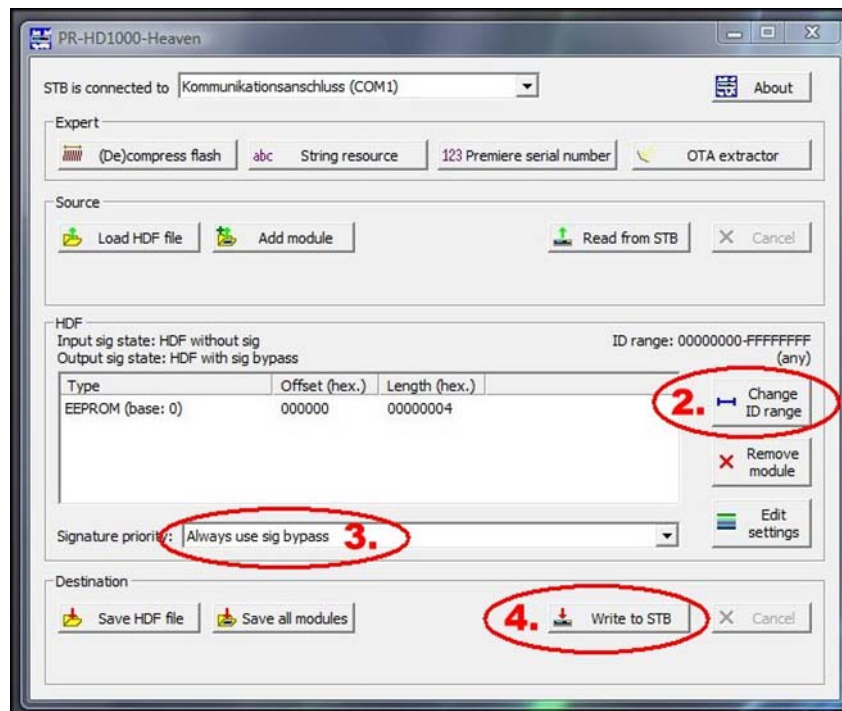 PR-HD1000-Heaven
STB is connected to Kommunikationsanschluss (COM1) About
Expert
(De)compress flash abc String resource 123 Premiere serial number OTA extractor
Source
Load HDF file Add module Read from STB Cancel
HDF
Input sig state: HDF without sig ID range: 00000000-FFFFFFFF
Output sig state: HDF with sig bypass (any)
Type Offset (hex.) Length (hex.)
EEPROM (base: 0) 000000 00000004
2. Change
ID range
Remove
module
Edit
settings
Signature priority: Always use sig bypass 3.
Destination
Save HDF file Save all modules 4. Write to STB Cancel